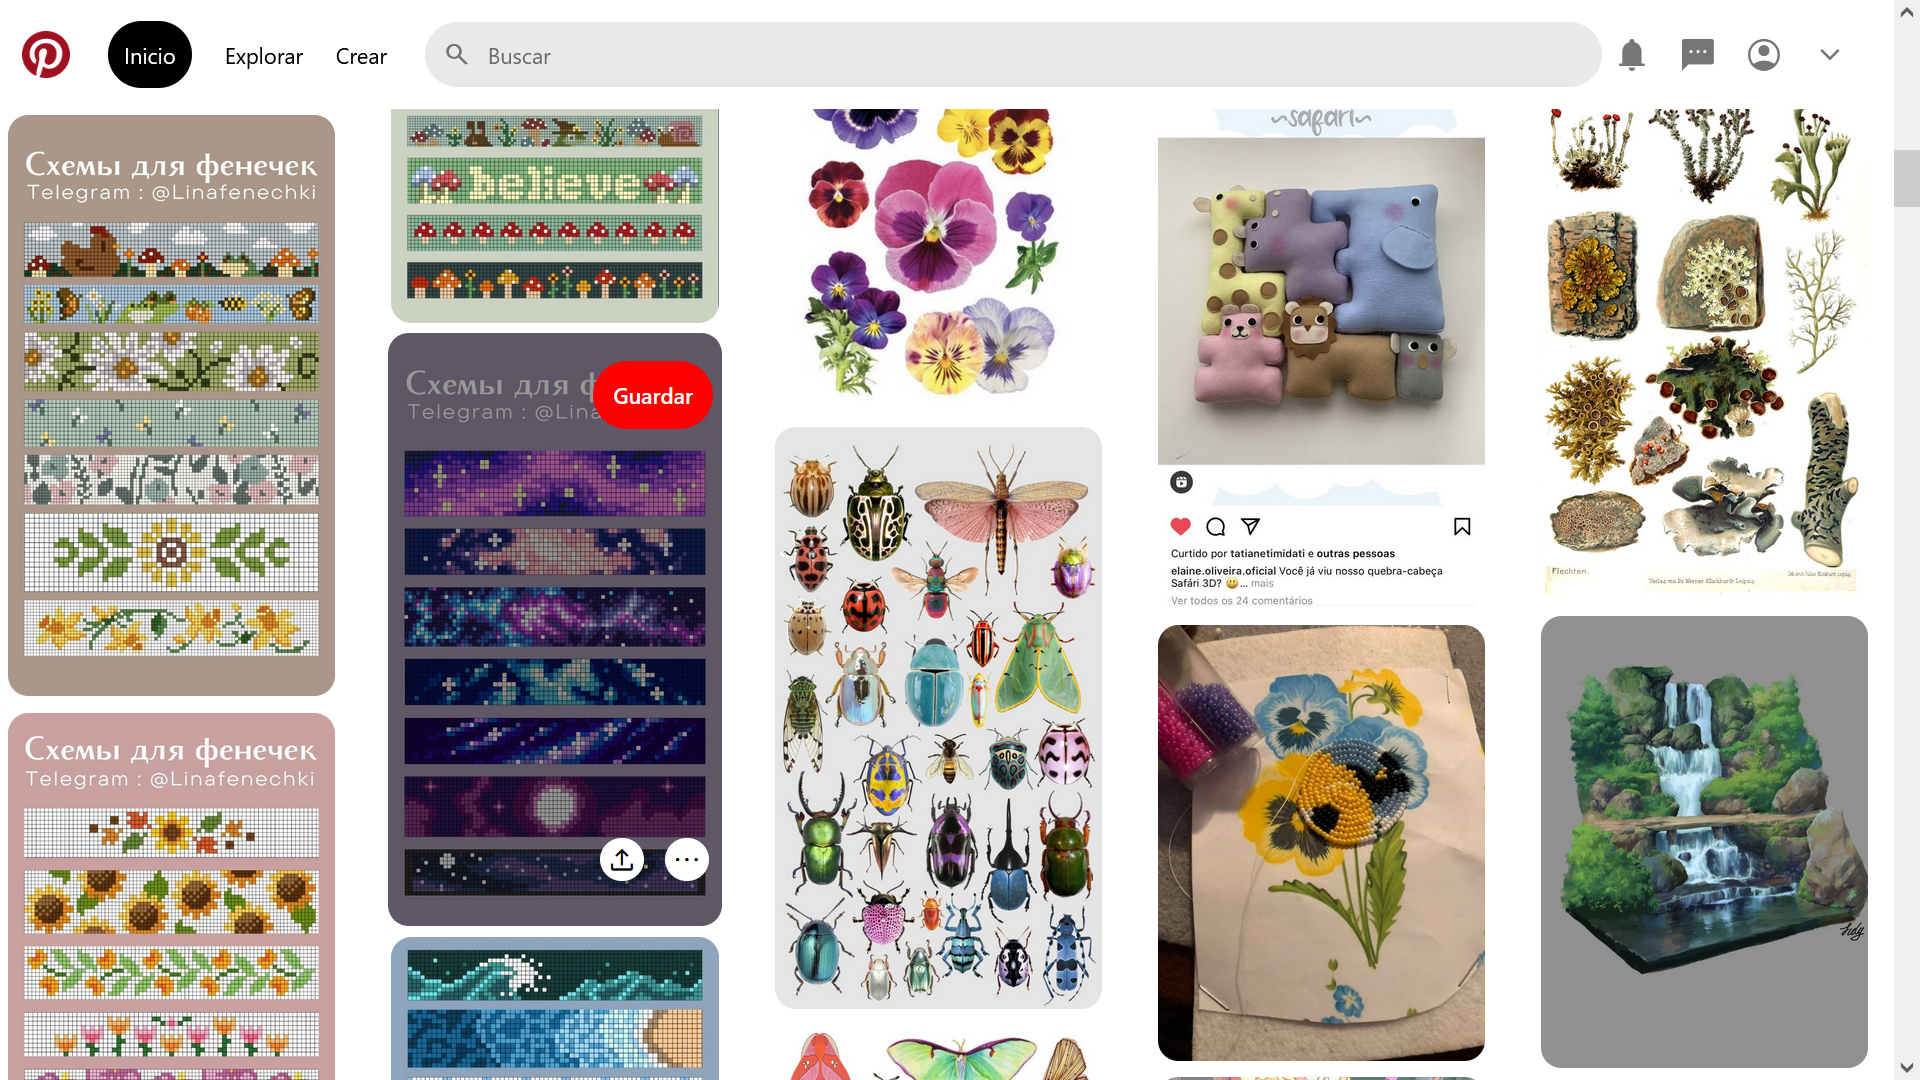 Inicio
Explorar
Crear
Buscar
Схемы для фенечек
Telegram : @Linafenechki
believe
Схемы для ф
Telegram : @Lina
Guardar
~safari~
Curtido por tatianetimidati e outras pessoas
elaine.oliveira.oficial Você já viu nosso quebra-cabeça
Safári 3D? 😃... mais
Ver todos os 24 comentários
Flechten.
Схемы для фенечек
Telegram : @Linafenechki
Judy